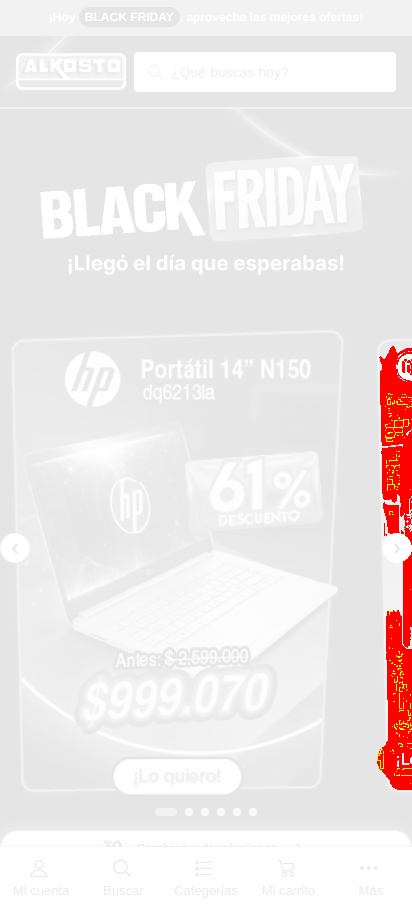 ¡Hoy BLACK FRIDAY, aprovecha las mejores ofertas!
ALKOSTO
¿Qué buscas hoy?
BLACK FRIDAY
¡Llegó el día que esperabas!
hp
Portátil 14” N150
dq6213la
hp
61%
DESCUENTO
Antes: $ 2.599.000
$999.070
¡Lo quiero!
Mi cuenta
Buscar
Categorías
Mi carrito
Más